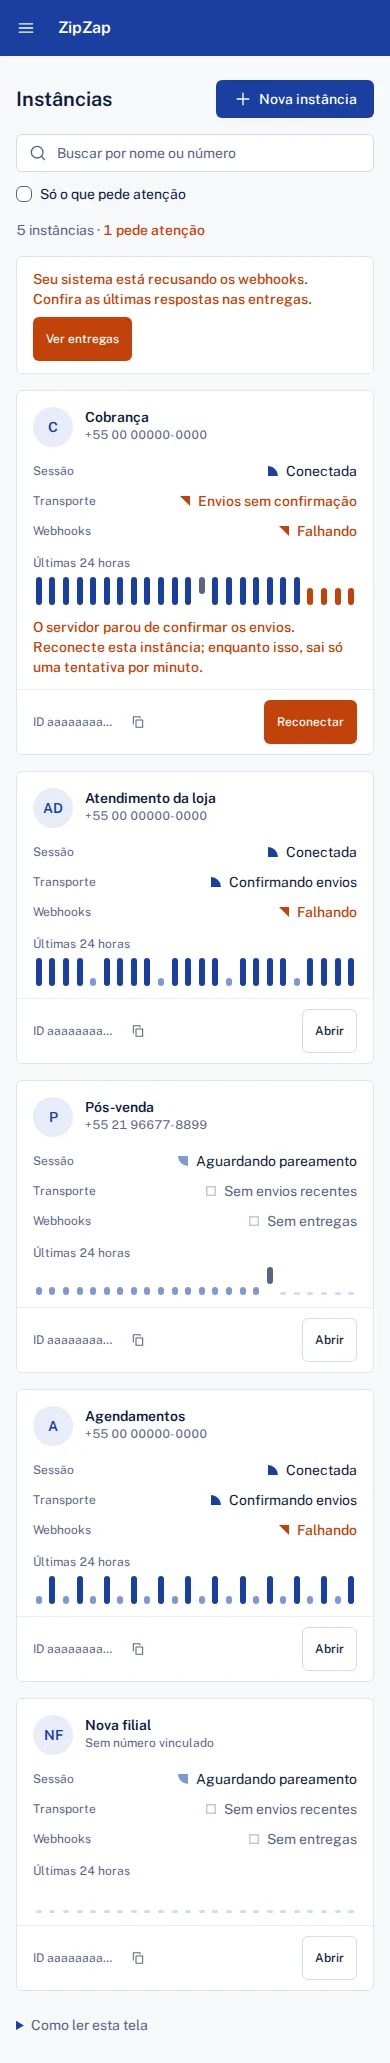 ZipZap
Instâncias
Nova instância
Buscar por nome ou número
Só o que pede atenção
5 instâncias · 1 pede atenção
Seu sistema está recusando os webhooks.
Confira as últimas respostas nas entregas.
Ver entregas
C
Cobrança
+55 00 00000-0000
Sessão
Conectada
Transporte
Envios sem confirmação
Webhooks
Falhando
Últimas 24 horas
O servidor parou de confirmar os envios.
Reconecte esta instância; enquanto isso, sai só
uma tentativa por minuto.
ID aaaaaaaa…
Reconectar
AD
Atendimento da loja
+55 00 00000-0000
Sessão
Conectada
Transporte
Confirmando envios
Webhooks
Falhando
Últimas 24 horas
ID aaaaaaaa…
Abrir
P
Pós-venda
+55 21 96677-8899
Sessão
Aguardando pareamento
Transporte
Sem envios recentes
Webhooks
Sem entregas
Últimas 24 horas
ID aaaaaaaa…
Abrir
A
Agendamentos
+55 00 00000-0000
Sessão
Conectada
Transporte
Confirmando envios
Webhooks
Falhando
Últimas 24 horas
ID aaaaaaaa…
Abrir
NF
Nova filial
Sem número vinculado
Sessão
Aguardando pareamento
Transporte
Sem envios recentes
Webhooks
Sem entregas
Últimas 24 horas
ID aaaaaaaa…
Abrir
Como ler esta tela